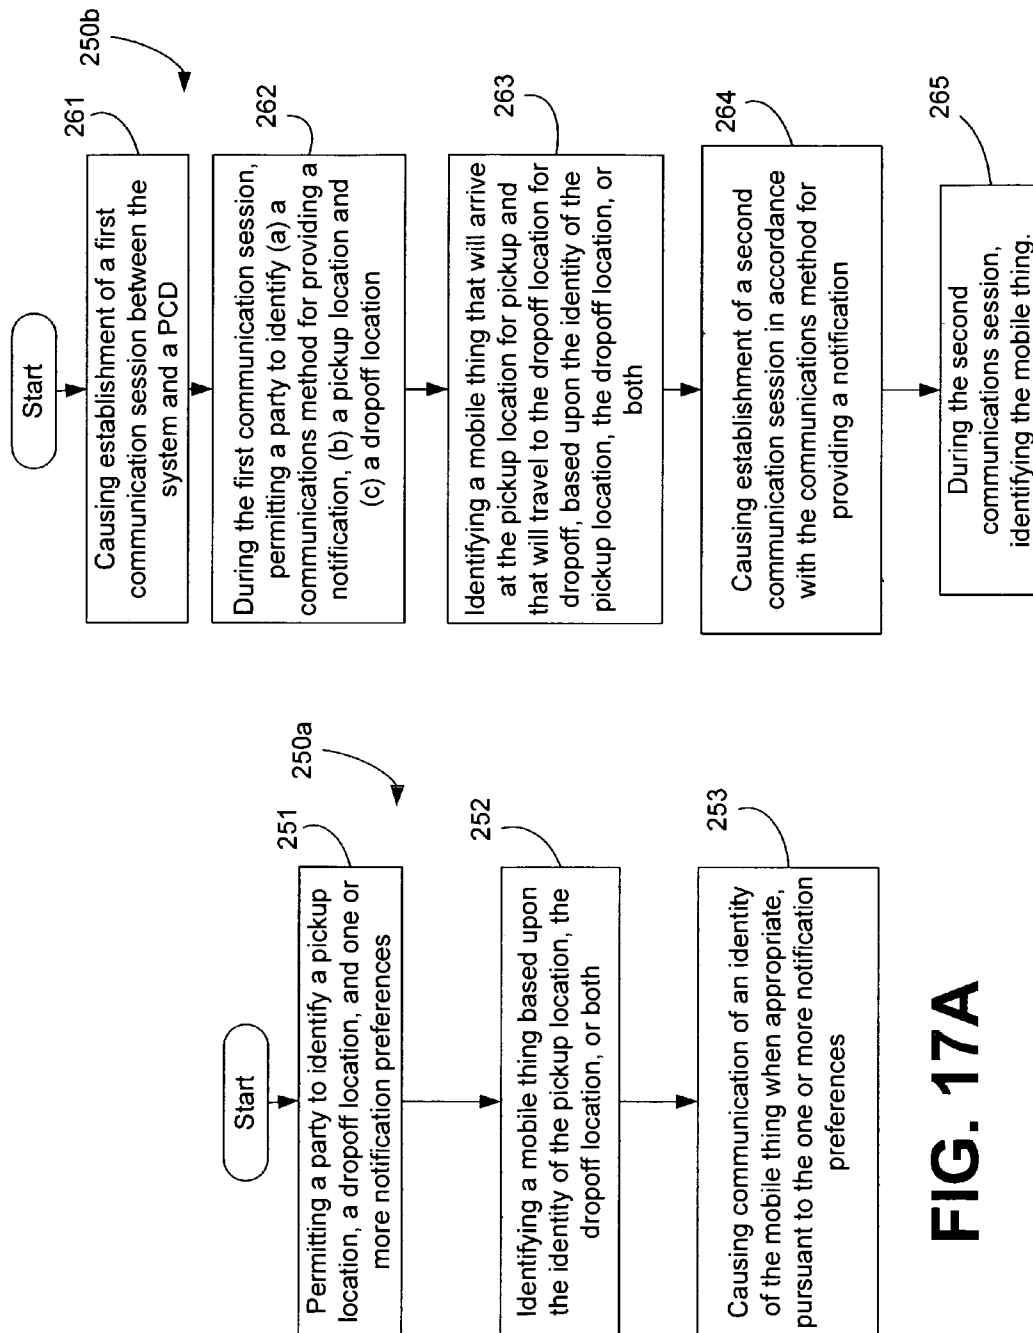 Start
251
250a
Permitting a party to identify a pickup
location, a dropoff location, and one or
more notification preferences
252
Identifying a mobile thing based upon
the identity of the pickup location, the
dropoff location, or both
253
Causing communication of an identity
of the mobile thing when appropriate,
pursuant to the one or more notification
preferences
FIG. 17A
Start
261
250b
Causing establishment of a first
communication session between the
system and a PCD
262
During the first communication session,
permitting a party to identify (a) a
communications method for providing a
notification, (b) a pickup location and
(c) a dropoff location
263
Identifying a mobile thing that will arrive
at the pickup location for pickup and
that will travel to the dropoff location for
dropoff, based upon the identity of the
pickup location, the dropoff location, or
both
264
Causing establishment of a second
communication session in accordance
with the communications method for
providing a notification
265
During the second
communications session,
identifying the mobile thing.